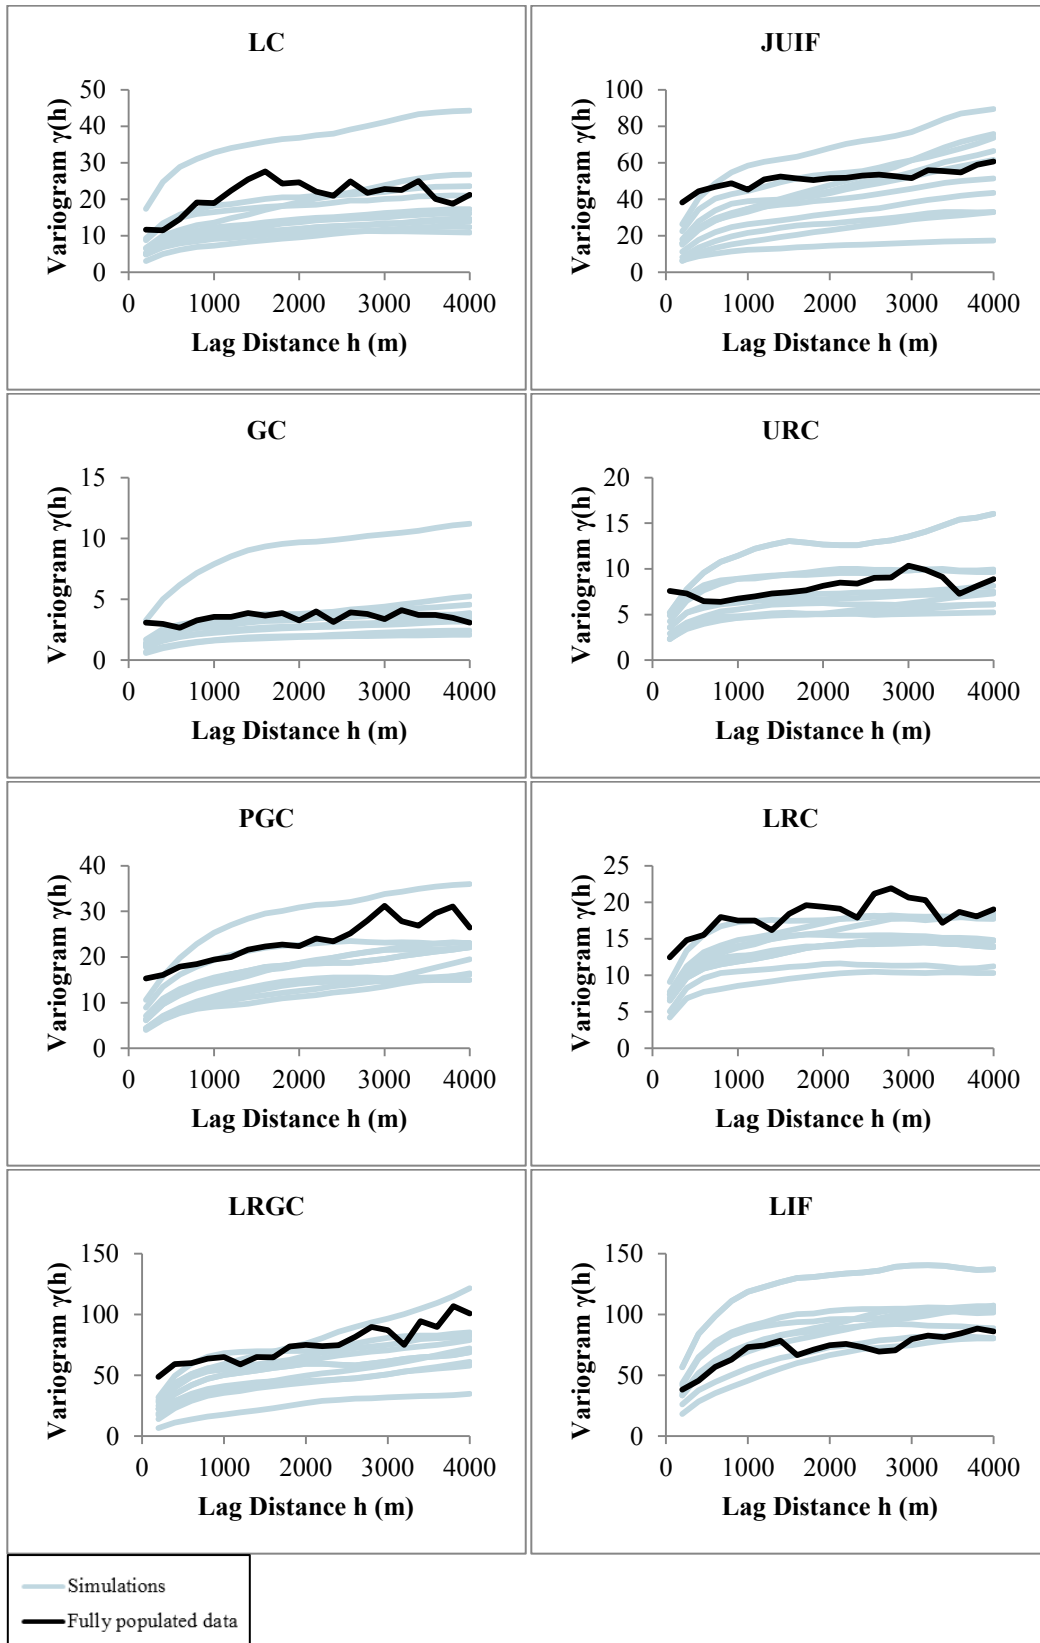 LC
50
40
30
20
10
0
0 1000 2000 3000 4000
Variogram γ(h)
Lag Distance h (m)
JUIF
100
80
60
40
20
0
0 1000 2000 3000 4000
Variogram γ(h)
Lag Distance h (m)
GC
15
10
5
0
0 1000 2000 3000 4000
Variogram γ(h)
Lag Distance h (m)
URC
20
15
10
5
0
0 1000 2000 3000 4000
Variogram γ(h)
Lag Distance h (m)
PGC
40
30
20
10
0
0 1000 2000 3000 4000
Variogram γ(h)
Lag Distance h (m)
LRC
25
20
15
10
5
0
0 1000 2000 3000 4000
Variogram γ(h)
Lag Distance h (m)
LRGC
150
100
50
0
0 1000 2000 3000 4000
Variogram γ(h)
Lag Distance h (m)
LIF
150
100
50
0
0 1000 2000 3000 4000
Variogram γ(h)
Lag Distance h (m)
Simulations
Fully populated data